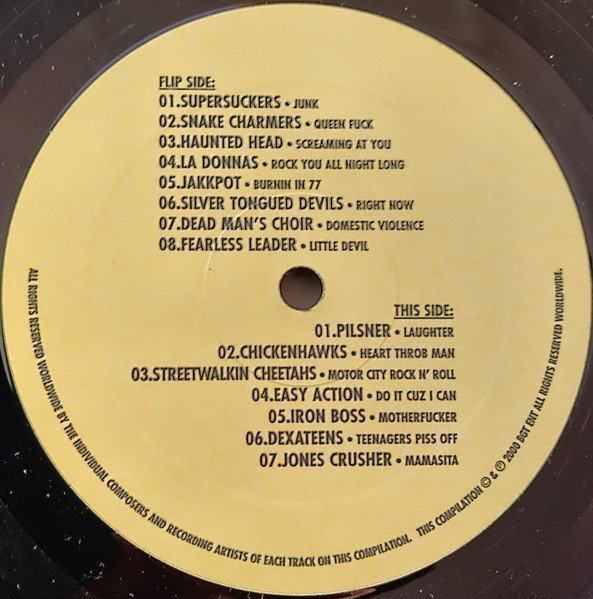 FLIP SIDE:
01.SUPERSUCKERS • JUNK
02.SNAKE CHARMERS • QUEEN FUCK
03.HAUNTED HEAD • SCREAMING AT YOU
04.LA DONNAS • ROCK YOU ALL NIGHT LONG
05.JAKKPOT • BURNIN IN 77
06.SILVER TONGUED DEVILS • RIGHT NOW
07.DEAD MAN'S CHOIR • DOMESTIC VIOLENCE
08.FEARLESS LEADER • LITTLE DEVIL
THIS SIDE:
01.PILSNER • LAUGHTER
02.CHICKENHAWKS • HEART THROB MAN
03.STREETWALKIN CHEETAHS • MOTOR CITY ROCK N' ROLL
04.EASY ACTION • DO IT CUZ I CAN
05.IRON BOSS • MOTHERFUCKER
06.DEXATEENS • TEENAGERS PISS OFF
07.JONES CRUSHER • MAMASITA
ALL RIGHTS RESERVED WORLDWIDE BY THE INDIVIDUAL COMPOSERS AND RECORDING ARTISTS OF EACH TRACK ON THIS COMPILATION. THIS COMPILATION © & ℗ 2000 BGT ENT ALL RIGHTS RESERVED WORLDWIDE.